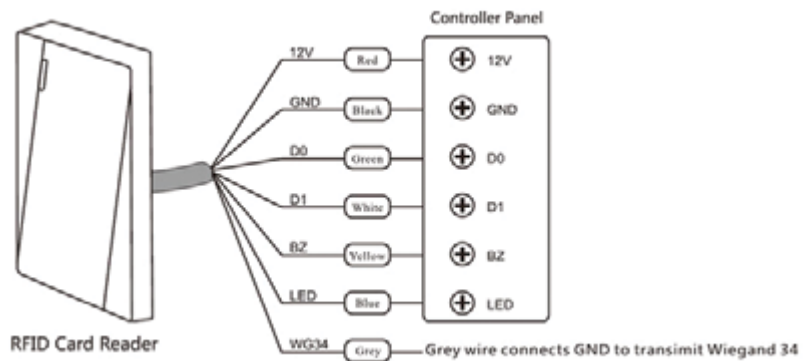 Controller Panel
12V Red 12V
GND Black GND
D0 Green D0
D1 White D1
BZ Yellow BZ
LED Blue LED
WG34 Grey Grey wire connects GND to transimit Wiegand 34
RFID Card Reader